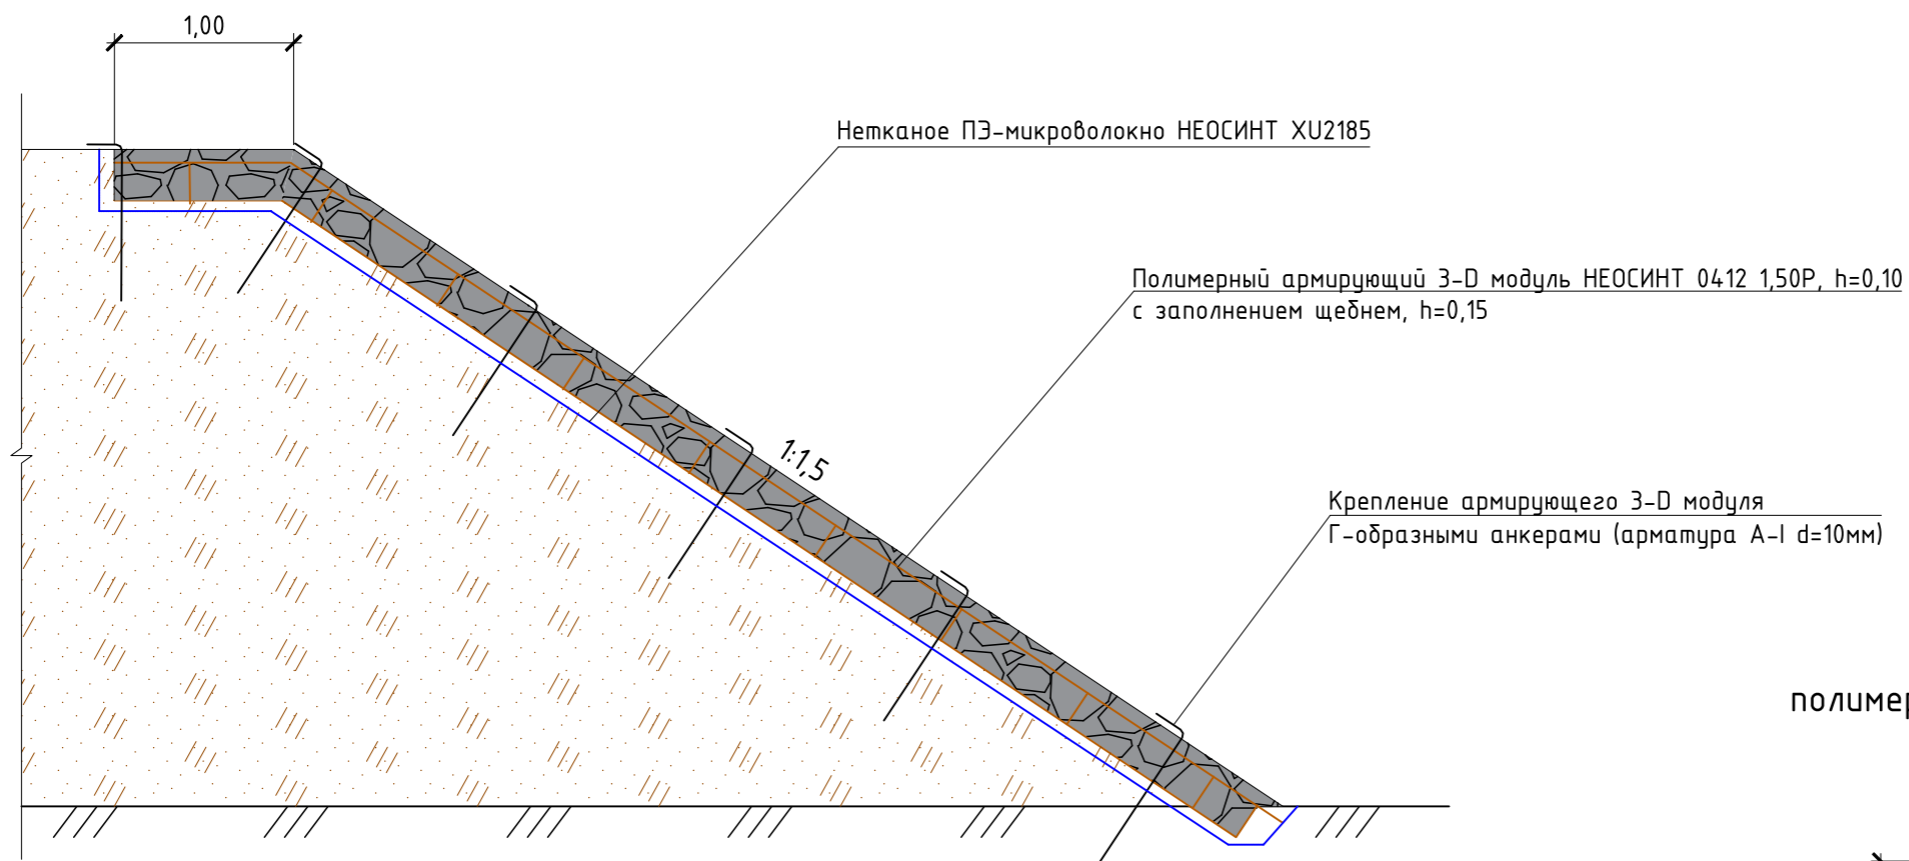 1,00
Нетканое ПЭ-микроволокно НЕОСИНТ XU2185
Полимерный армирующий 3-D модуль НЕОСИНТ 0412 1,50Р, h=0,10
с заполнением щебнем, h=0,15
1:1,5
Крепление армирующего 3-D модуля
Г-образными анкерами (арматура А-I d=10мм)
полимер